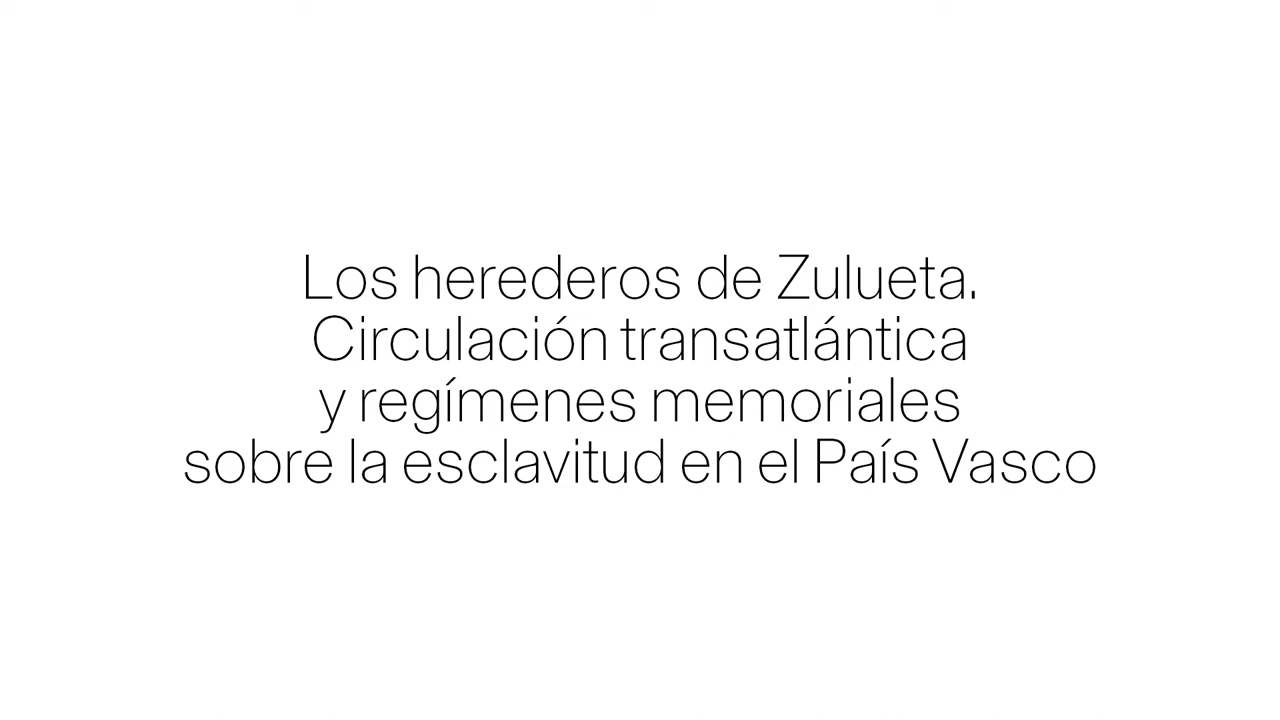 Los herederos de Zulueta.
Circulación transatlántica
y regímenes memoriales
sobre la esclavitud en el País Vasco